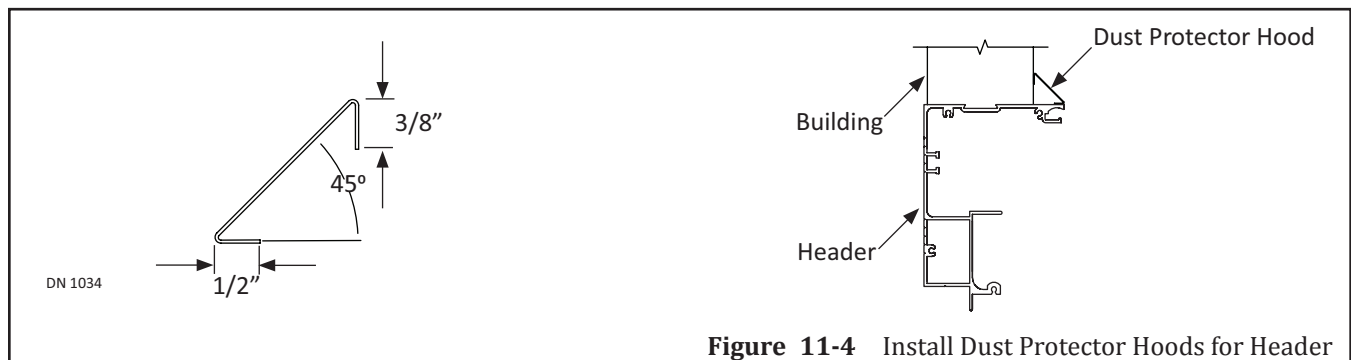 Dust Protector Hood
3/8”
Building
45º
Header
1/2”
DN 1034
Figure 11-4 Install Dust Protector Hoods for Header